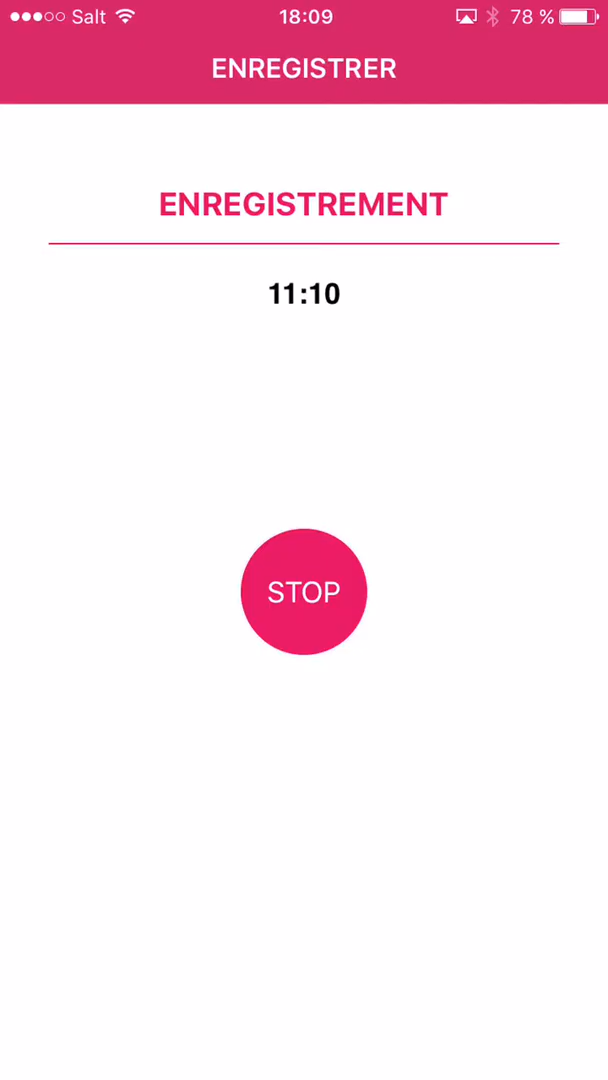 Salt 18:09 78 %
ENREGISTRER
ENREGISTREMENT
11:10
STOP